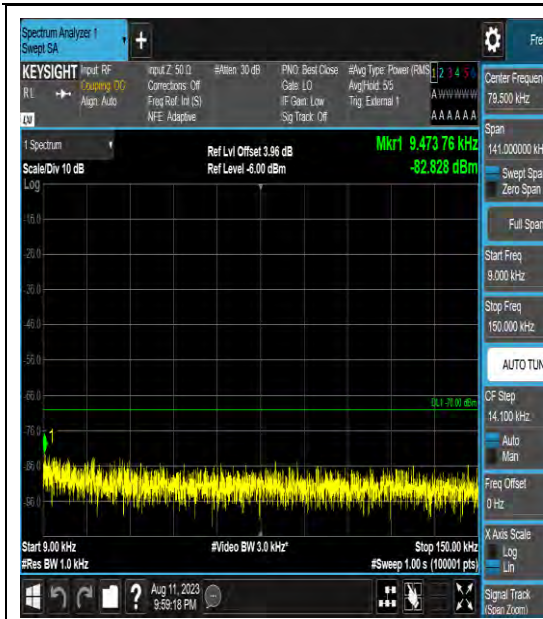 Spectrum Analyzer 1
Swept SA
+
Fre
KEYSIGHT
R L
Input: RF
Coupling: DC
Align: Auto
Input Z: 50 Ω
Corrections: Off
Freq Ref: Int (S)
NFE: Adaptive
#Atten: 30 dB
PNO: Best Close
Gate: LO
IF Gain: Low
Sig Track: Off
#Avg Type: Power (RMS
Avg|Hold: 5/5
Trig: External 1
1 2 3 4 5 6
A W W W W W
A A A A A A
LXI
1 Spectrum
Scale/Div 10 dB
Log
Ref Lvl Offset 3.96 dB
Ref Level -6.00 dBm
Mkr1 9.473 76 kHz
-82.828 dBm
-16.0
-26.0
-36.0
-46.0
-56.0
-66.0
-76.0
-86.0
-96.0
DL1 -70.00 dBm
1
Start 9.00 kHz
#Res BW 1.0 kHz
#Video BW 3.0 kHz*
Stop 150.00 kHz
#Sweep 1.00 s (100001 pts)
Center Frequen
79.500 kHz
Span
141.000000 kH
Swept Spa
Zero Span
Full Span
Start Freq
9.000 kHz
Stop Freq
150.000 kHz
AUTO TUN
CF Step
14.100 kHz
Auto
Man
Freq Offset
0 Hz
X Axis Scale
Log
Lin
Signal Track
(Span Zoom)
?
Aug 11, 2023
9:59:18 PM